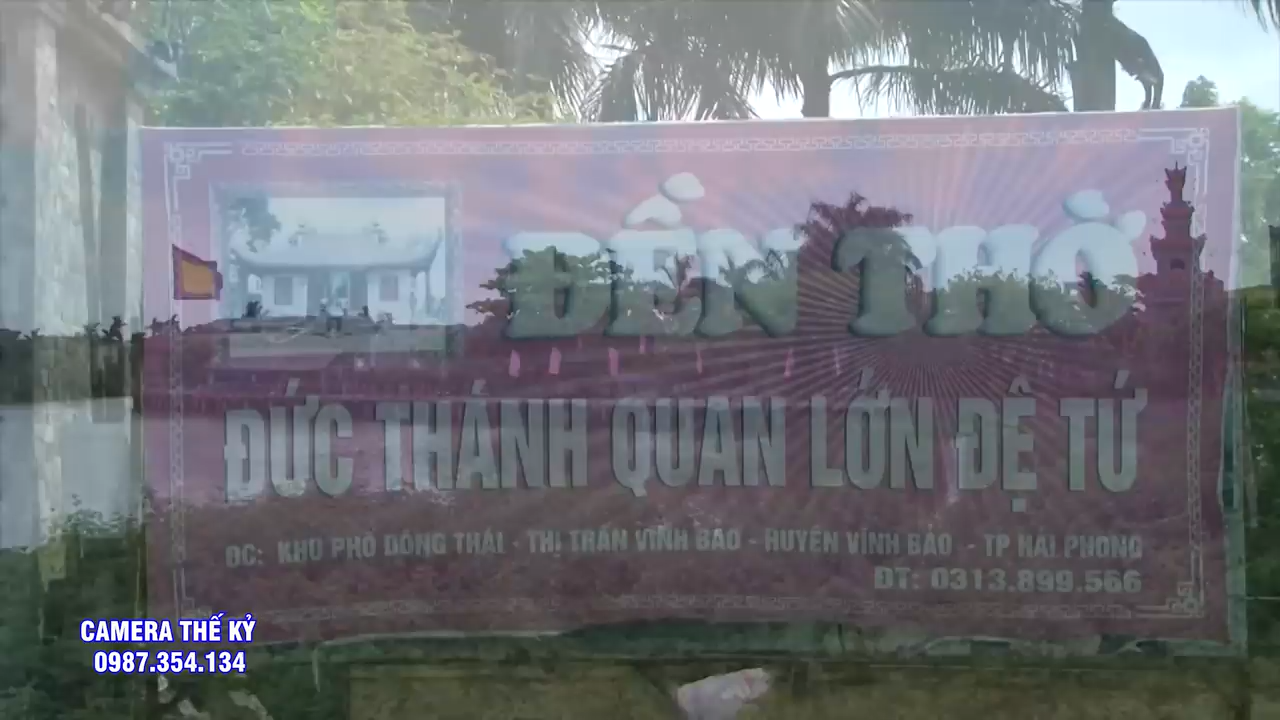 ĐỀN THỜ
ĐỨC THÁNH QUAN LỚN ĐỆ TỨ
ĐC: KHU PHỐ ĐÔNG THÁI - THỊ TRẤN VĨNH BẢO - HUYỆN VĨNH BẢO - TP HẢI PHÒNG
ĐT: 0313.899.566
CAMERA THẾ KỶ
0987.354.134